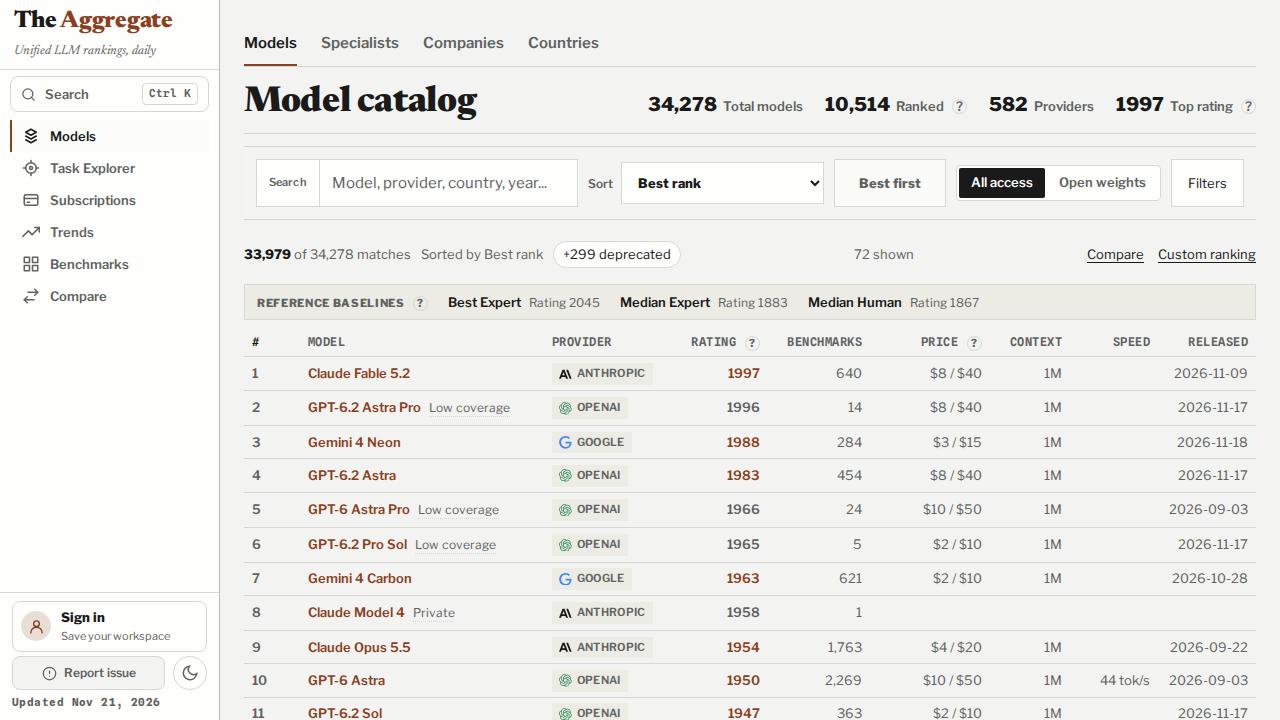 The Aggregate
Unified LLM rankings, daily
Search Ctrl K
Models
Task Explorer
Subscriptions
Trends
Benchmarks
Compare
Sign in
Save your workspace
Report issue
Updated Nov 21, 2026
Models Specialists Companies Countries
Model catalog
34,278 Total models 10,514 Ranked ? 582 Providers 1997 Top rating ?
Search Model, provider, country, year... Sort Best rank Best first All access Open weights Filters
33,979 of 34,278 matches Sorted by Best rank +299 deprecated 72 shown Compare Custom ranking
REFERENCE BASELINES ? Best Expert Rating 2045 Median Expert Rating 1883 Median Human Rating 1867
# MODEL PROVIDER RATING ? BENCHMARKS PRICE ? CONTEXT SPEED RELEASED
1 Claude Fable 5.2 ANTHROPIC 1997 640 $8 / $40 1M 2026-11-09
2 GPT-6.2 Astra Pro Low coverage OPENAI 1996 14 $8 / $40 1M 2026-11-17
3 Gemini 4 Neon GOOGLE 1988 284 $3 / $15 1M 2026-11-18
4 GPT-6.2 Astra OPENAI 1983 454 $8 / $40 1M 2026-11-17
5 GPT-6 Astra Pro Low coverage OPENAI 1966 24 $10 / $50 1M 2026-09-03
6 GPT-6.2 Pro Sol Low coverage OPENAI 1965 5 $2 / $10 1M 2026-11-17
7 Gemini 4 Carbon GOOGLE 1963 621 $2 / $10 1M 2026-10-28
8 Claude Model 4 Private ANTHROPIC 1958 1
9 Claude Opus 5.5 ANTHROPIC 1954 1,763 $4 / $20 1M 2026-09-22
10 GPT-6 Astra OPENAI 1950 2,269 $10 / $50 1M 44 tok/s 2026-09-03
11 GPT-6.2 Sol OPENAI 1947 363 $2 / $10 1M 2026-11-17